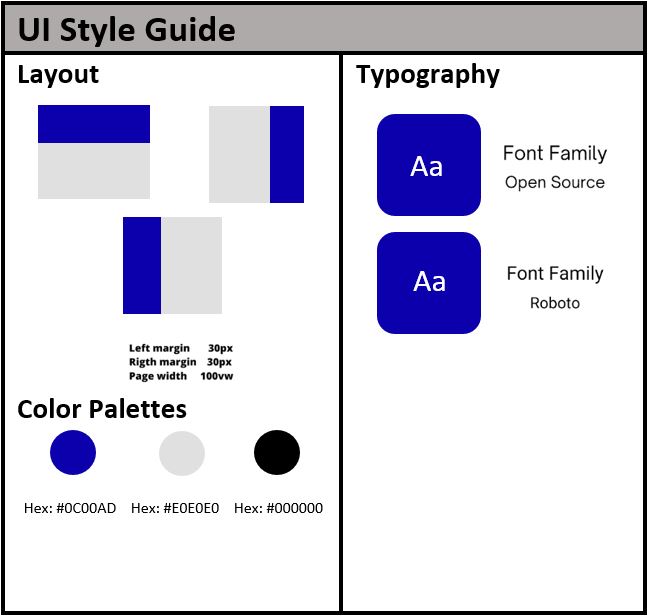 UI Style Guide
Layout
Left margin 30px
Rigth margin 30px
Page width 100vw
Color Palettes
Hex: #0C00AD Hex: #E0E0E0 Hex: #000000
Typography
Aa
Font Family
Open Source
Aa
Font Family
Roboto